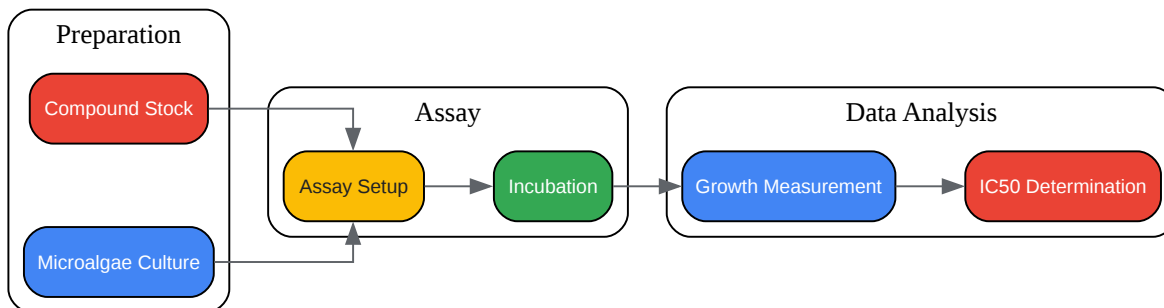 Preparation
Compound Stock
Microalgae Culture
Assay
Assay Setup
Incubation
Data Analysis
Growth Measurement
IC50 Determination